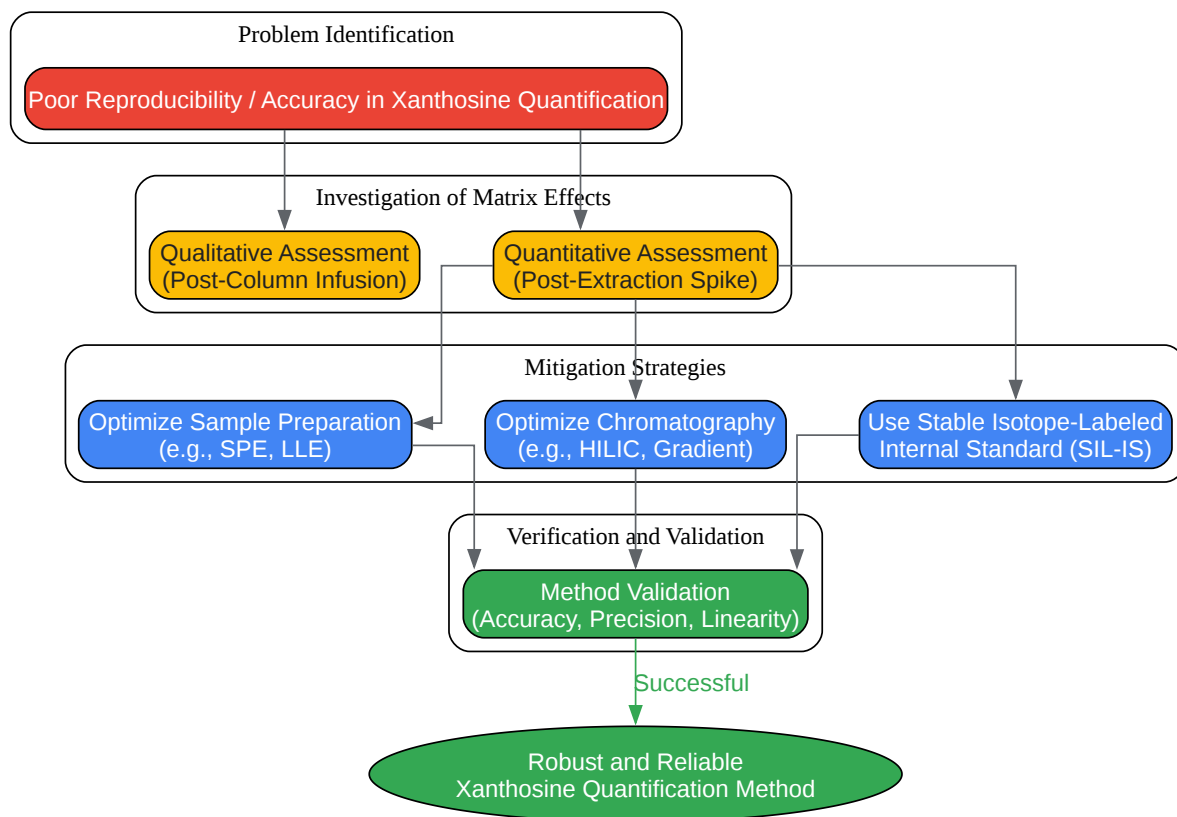 Problem Identification
Poor Reproducibility / Accuracy in Xanthosine Quantification
Investigation of Matrix Effects
Qualitative Assessment
(Post-Column Infusion)
Quantitative Assessment
(Post-Extraction Spike)
Mitigation Strategies
Optimize Sample Preparation
(e.g., SPE, LLE)
Optimize Chromatography
(e.g., HILIC, Gradient)
Use Stable Isotope-Labeled
Internal Standard (SIL-IS)
Verification and Validation
Method Validation
(Accuracy, Precision, Linearity)
Successful
Robust and Reliable
Xanthosine Quantification Method